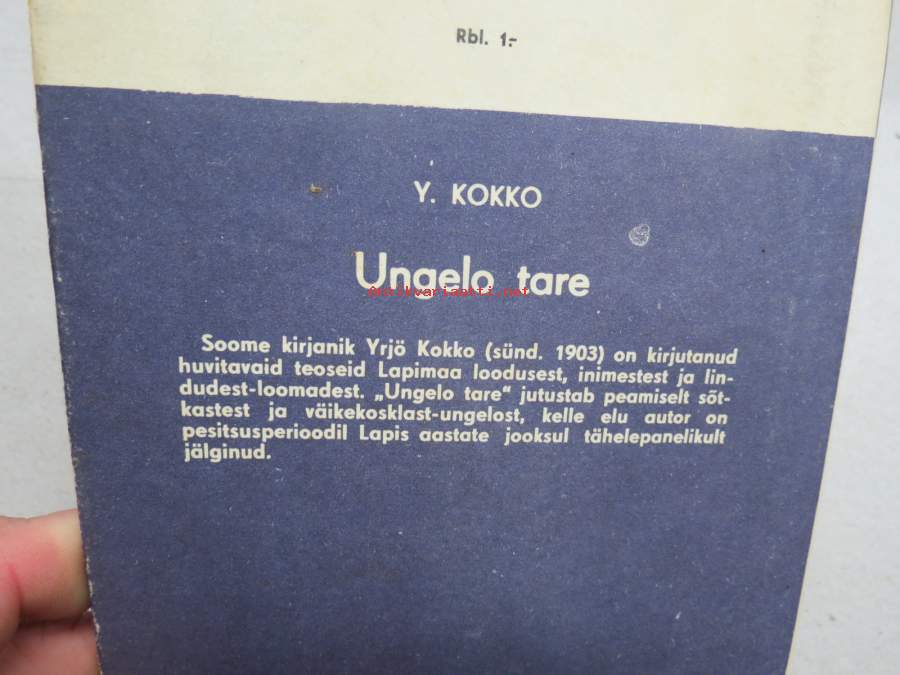 Rbl. 1:-
Y. KOKKO
Ungelo tare
antikvariaatti.net
Soome kirjanik Yrjö Kokko (sünd. 1903) on kirjutanud
huvitavaid teoseid Lapimaa loodusest, inimestest ja lin-
dudest-loomadest. „Ungelo tare" jutustab peamiselt sõt-
kastest ja väikekosklast-ungelost, kelle elu autor on
pesitsusperioodil Lapis aastate jooksul tähelepanelikult
jälginud.